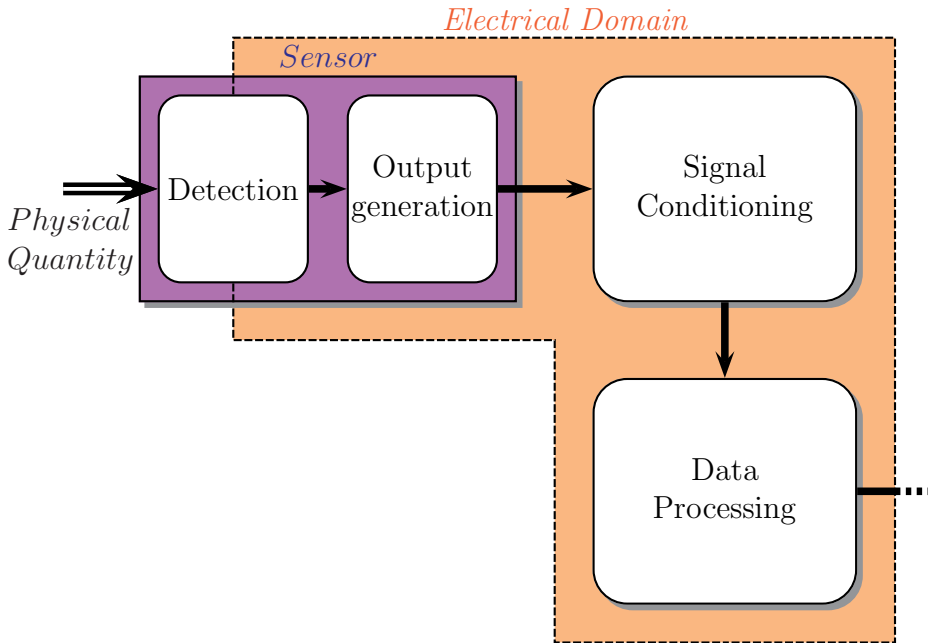 Electrical Domain
Sensor
Detection
Output
generation
Signal
Conditioning
Physical
Quantity
Data
Processing